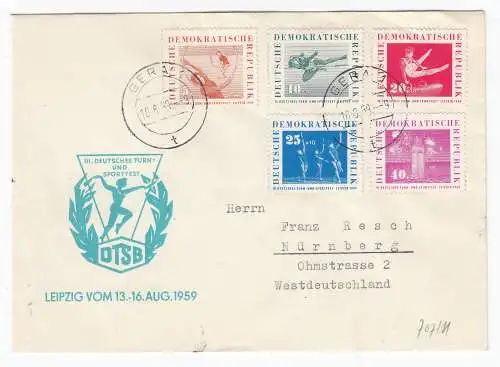 DEUTSCHE DEMOKRATISCHE REPUBLIK
DEUTSCHE DEMOKRATISCHE REPUBLIK
10
DEUTSCHE DEMOKRATISCHE REPUBLIK
20
GERA
t
GERA
t
DEUTSCHE DEMOKRATISCHE REPUBLIK
25
+10
DEUTSCHE DEMOKRATISCHE REPUBLIK
40
III. DEUTSCHES TURN-
UND
SPORTFEST
DTSB
LEIPZIG VOM 13.-16. AUG. 1959
Herrn
Franz Resch
Nürnberg
Ohmstrasse 2
Westdeutschland